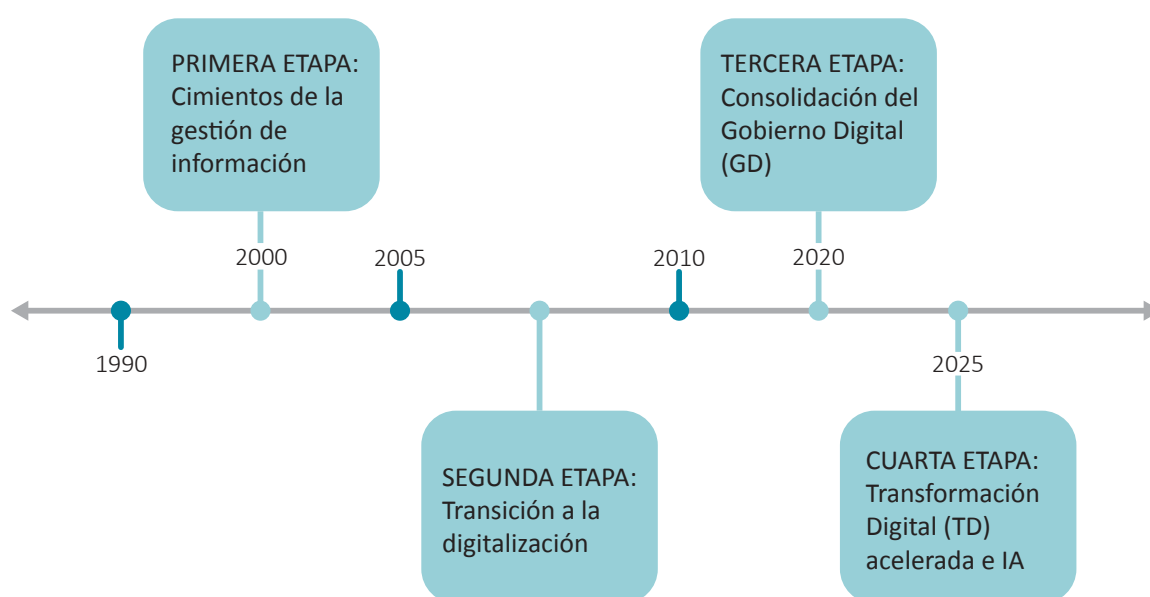 PRIMERA ETAPA:
Cimientos de la
gestión de
información
TERCERA ETAPA:
Consolidación del
Gobierno Digital
(GD)
2000
2005
2010
2020
1990
2025
SEGUNDA ETAPA:
Transición a la
digitalización
CUARTA ETAPA:
Transformación
Digital (TD)
acelerada e IA